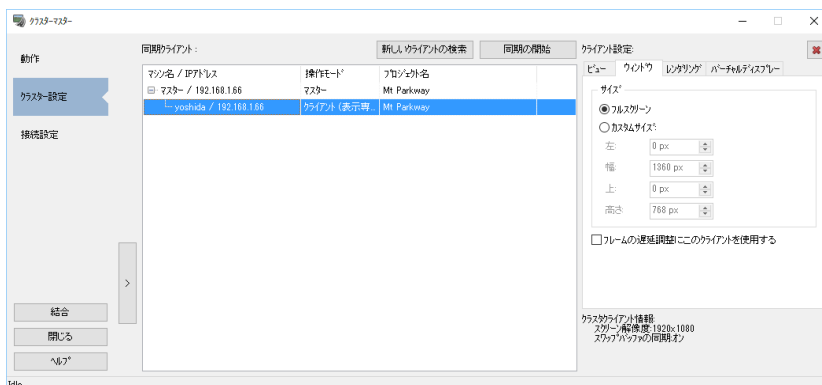 クラスターマスター
動作
クラスター設定
接続設定
結合
閉じる
ヘルプ
Idle
同期クライアント:
新しいクライアントの検索
同期の開始
マシン名 / IPアドレス 操作モード プロジェクト名
マスター / 192.168.1.66 マスター Mt Parkway
yoshida / 192.168.1.66 クライアント (表示専... Mt Parkway
>
クライアント設定:
ビュー ウィンドウ レンタリング バーチャルディスプレー
サイズ
フルスクリーン
カスタムサイズ:
左: 0 px
幅: 1360 px
上: 0 px
高さ: 768 px
フレームの遅延調整にこのクライアントを使用する
クラスタクライアント情報:
スクリーン解像度:1920x1080
スワップバッファの同期:オン